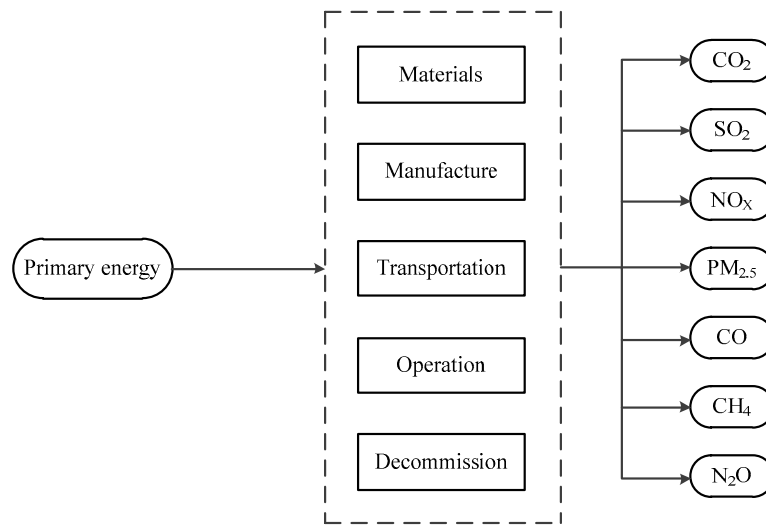 Primary energy
Materials
Manufacture
Transportation
Operation
Decommission
CO₂
SO₂
NOX
PM₂.₅
CO
CH₄
N₂O